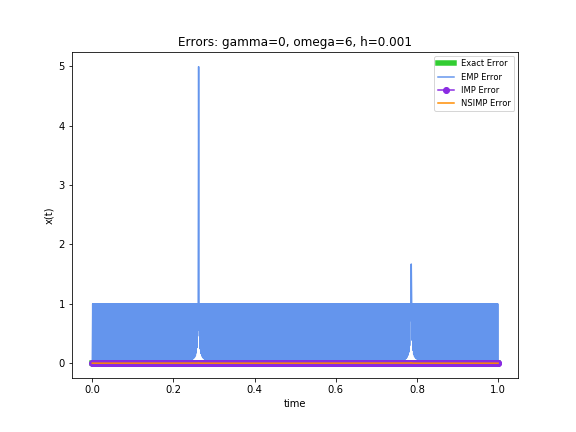 Errors: gamma=0, omega=6, h=0.001
Exact Error
EMP Error
IMP Error
NSIMP Error
x(t)
5
4
3
2
1
0
0.0 0.2 0.4 0.6 0.8 1.0
time